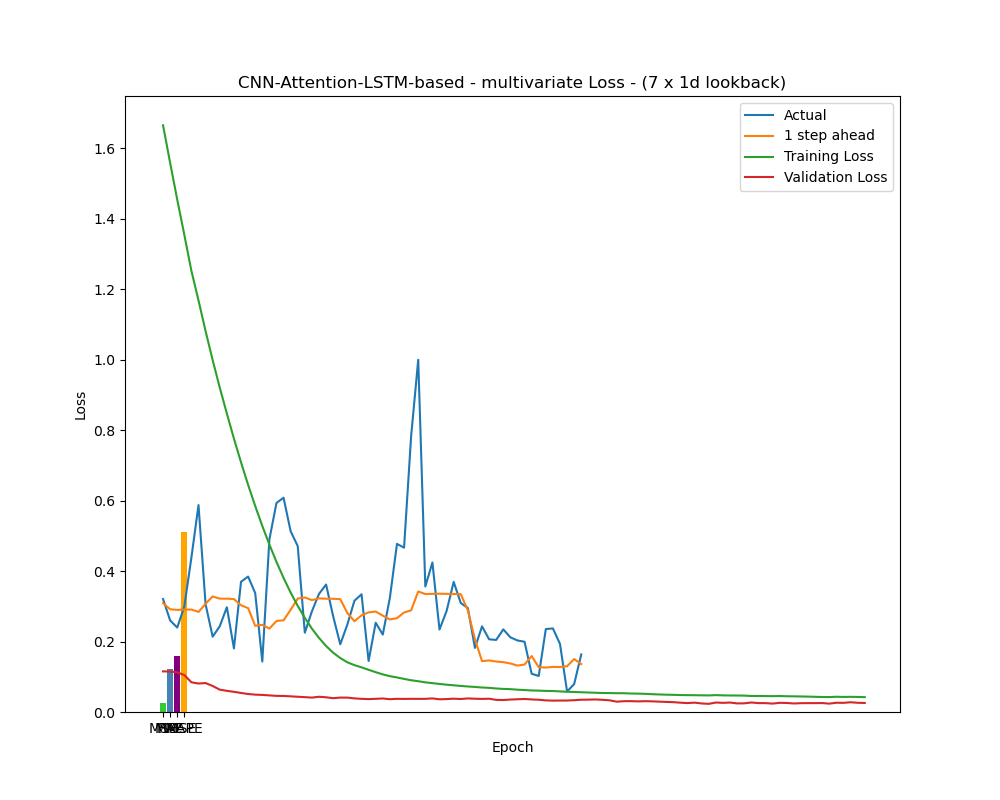 CNN-Attention-LSTM-based - multivariate Loss - (7 x 1d lookback)
Actual
1 step ahead
Training Loss
Validation Loss
Loss
1.6
1.4
1.2
1.0
0.8
0.6
0.4
0.2
0.0
Epoch